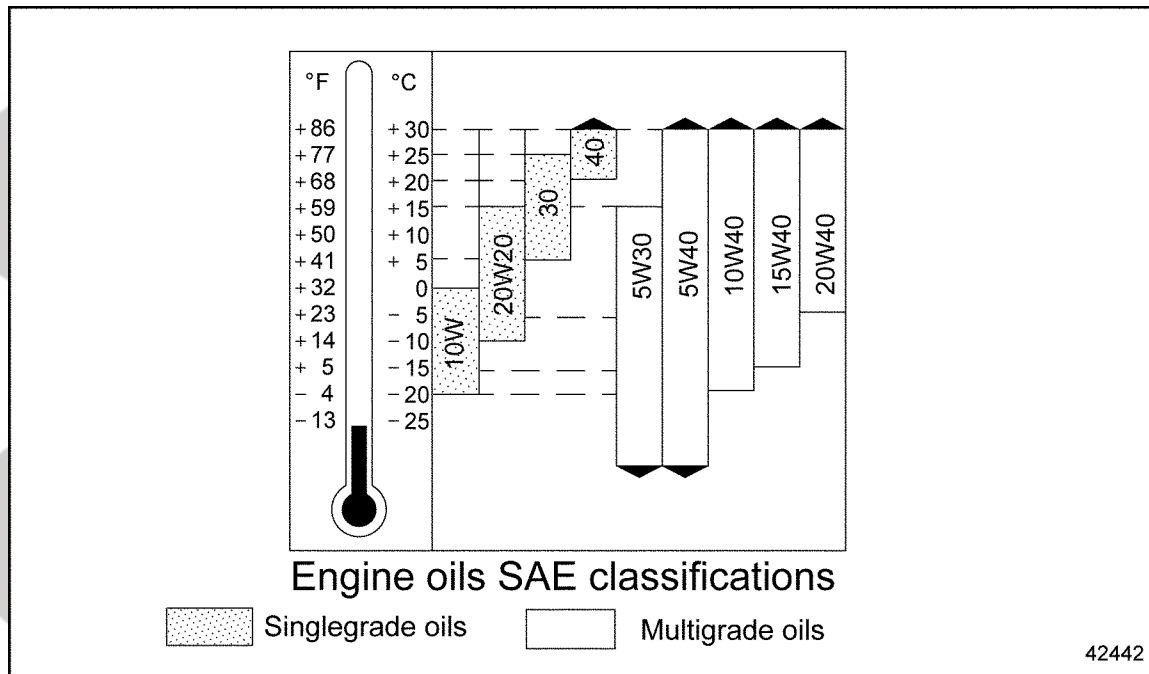 °F °C
+ 86 + 30
+ 77 + 25
+ 68 + 20
+ 59 + 15
+ 50 + 10
+ 41 + 5
+ 32 0
+ 23 − 5
+ 14 − 10
+ 5 − 15
− 4 − 20
− 13 − 25
10W
20W20
30
40
5W30
5W40
10W40
15W40
20W40
Engine oils SAE classifications
Singlegrade oils
Multigrade oils
42442